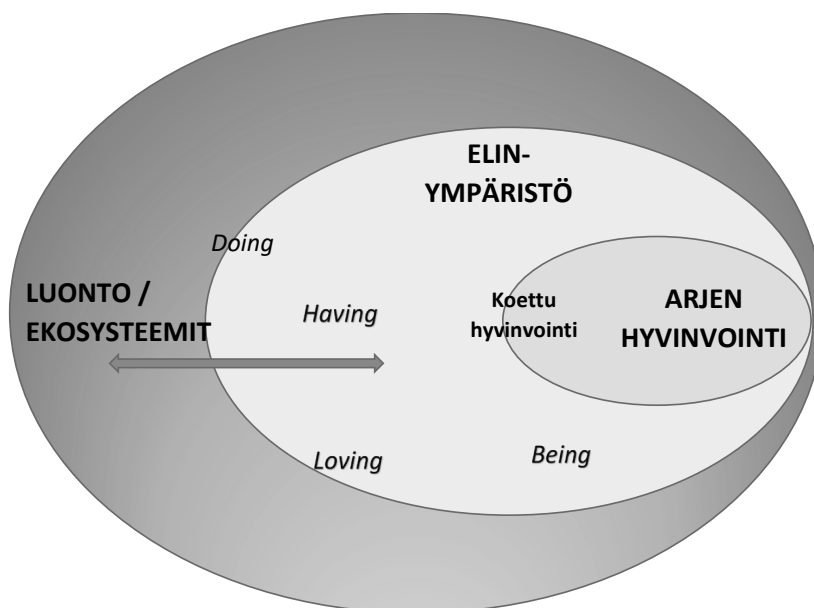 ELIN-
YMPÄRISTÖ
Doing
LUONTO /
EKOSYSTEEMIT
Having
Koettu
hyvinvointi
ARJEN
HYVINVOINTI
Loving
Being